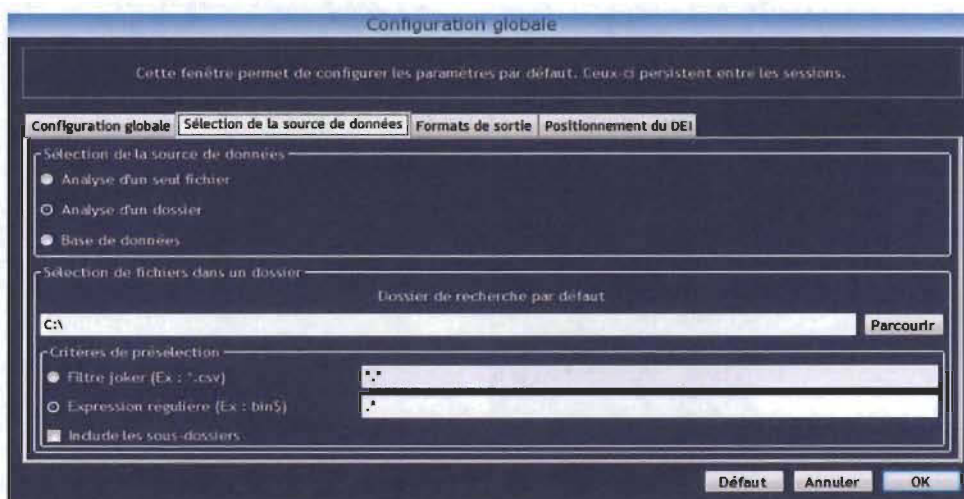 Configuration globale
Cette fenêtre permet de configurer les paramètres par défaut. Ceux-ci persistent entre les sessions.
Configuration globale Sélection de la source de données Formats de sortie Positionnement du DEI
Sélection de la source de données
Analyse d'un seul fichier
Analyse d'un dossier
Base de données
Sélection de fichiers dans un dossier
Dossier de recherche par défaut
C:\ Parcourir
Critères de présélection
Filtre joker (Ex : *.csv) *.*
Expression régulière (Ex : bin$) .*
Include les sous-dossiers
Défaut Annuler OK